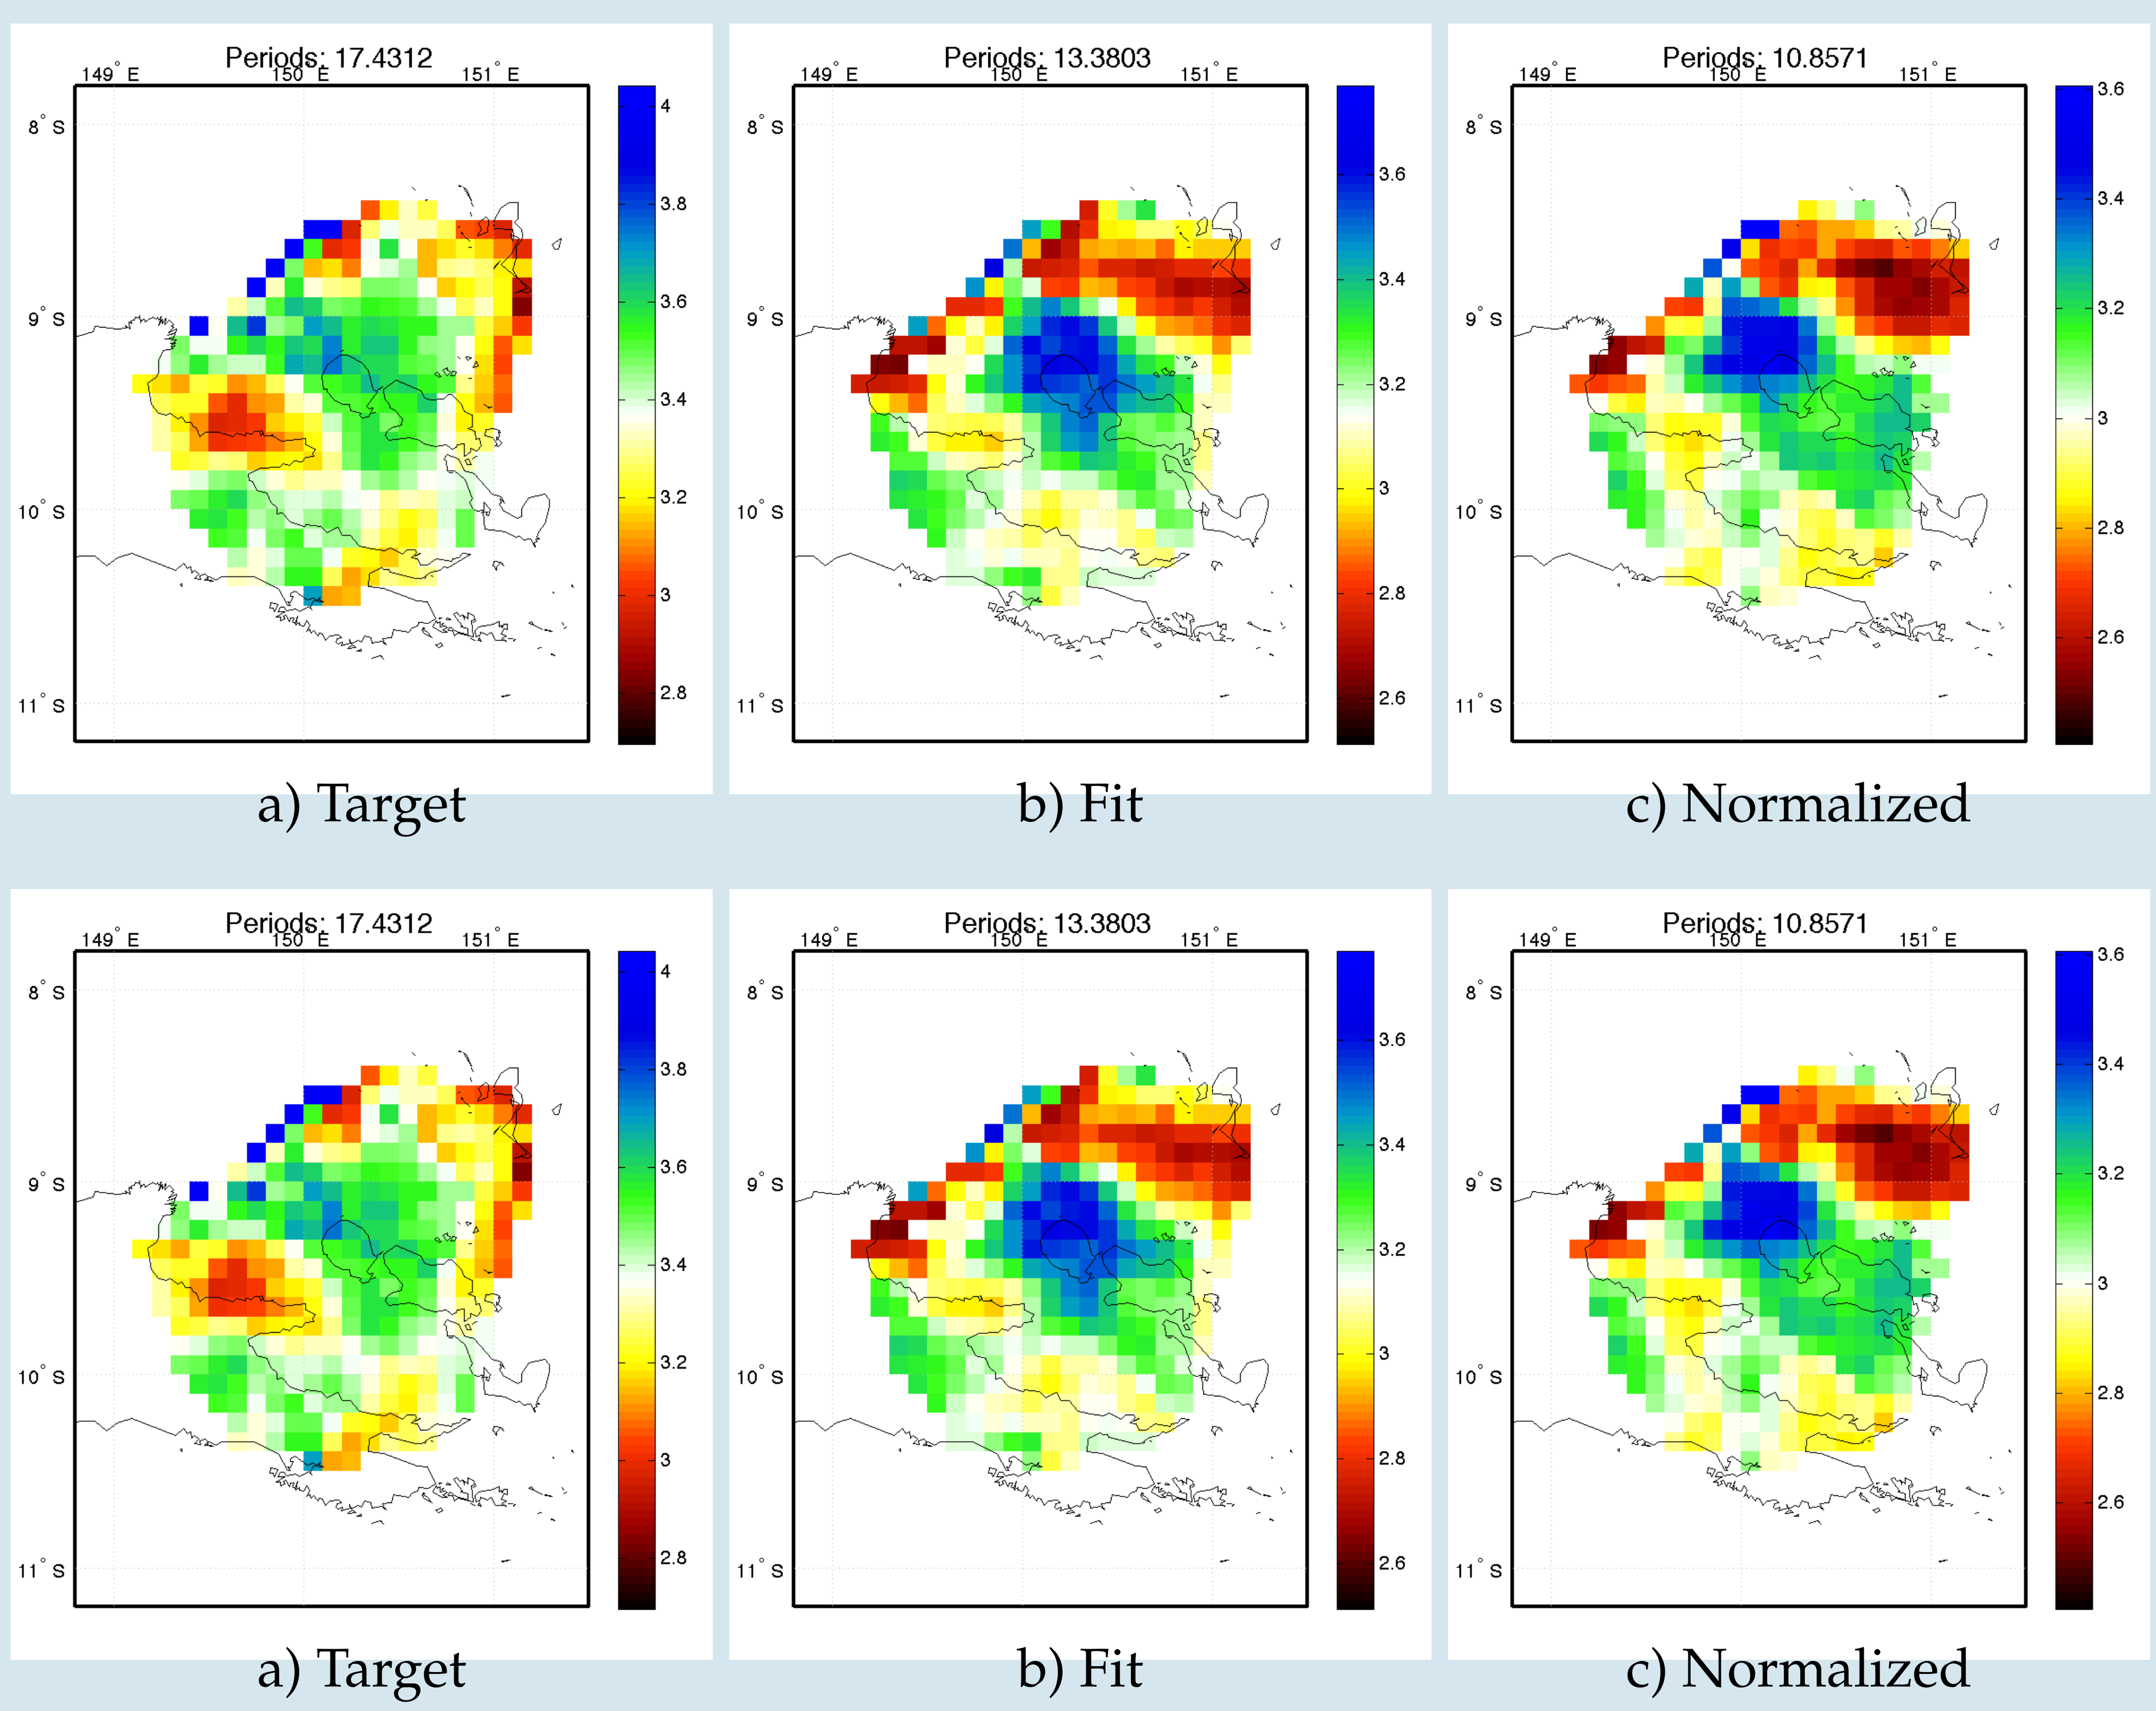 Periods: 17.4312
149° E 150° E 151° E
8° S
9° S
10° S
11° S
4
3.8
3.6
3.4
3.2
3
2.8
a) Target
Periods: 13.3803
149° E 150° E 151° E
8° S
9° S
10° S
11° S
3.6
3.4
3.2
3
2.8
2.6
b) Fit
Periods: 10.8571
149° E 150° E 151° E
8° S
9° S
10° S
11° S
3.6
3.4
3.2
3
2.8
2.6
c) Normalized
Periods: 17.4312
149° E 150° E 151° E
8° S
9° S
10° S
11° S
4
3.8
3.6
3.4
3.2
3
2.8
a) Target
Periods: 13.3803
149° E 150° E 151° E
8° S
9° S
10° S
11° S
3.6
3.4
3.2
3
2.8
2.6
b) Fit
Periods: 10.8571
149° E 150° E 151° E
8° S
9° S
10° S
11° S
3.6
3.4
3.2
3
2.8
2.6
c) Normalized